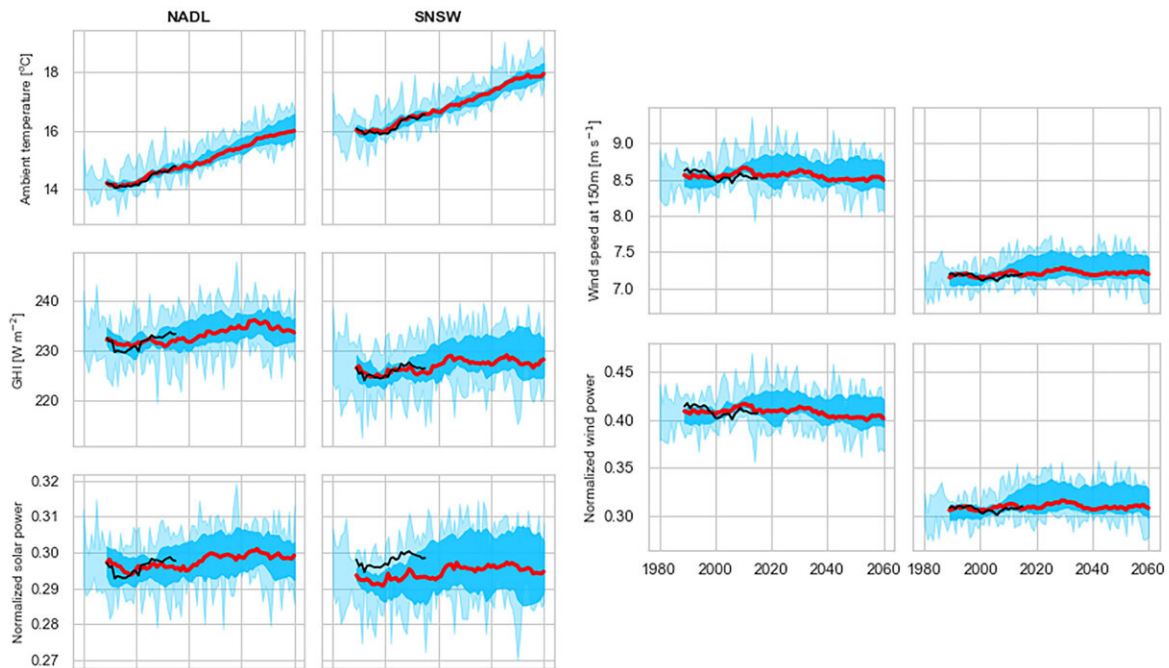 NADL
SNSW
Ambient temperature [°C]
18
16
14
GHI [W m⁻²]
240
230
220
Normalized solar power
0.32
0.31
0.30
0.29
0.28
0.27
Wind speed at 150m [m s⁻¹]
9.0
8.5
8.0
7.5
7.0
Normalized wind power
0.45
0.40
0.35
0.30
1980 2000 2020 2040 2060 1980 2000 2020 2040 2060